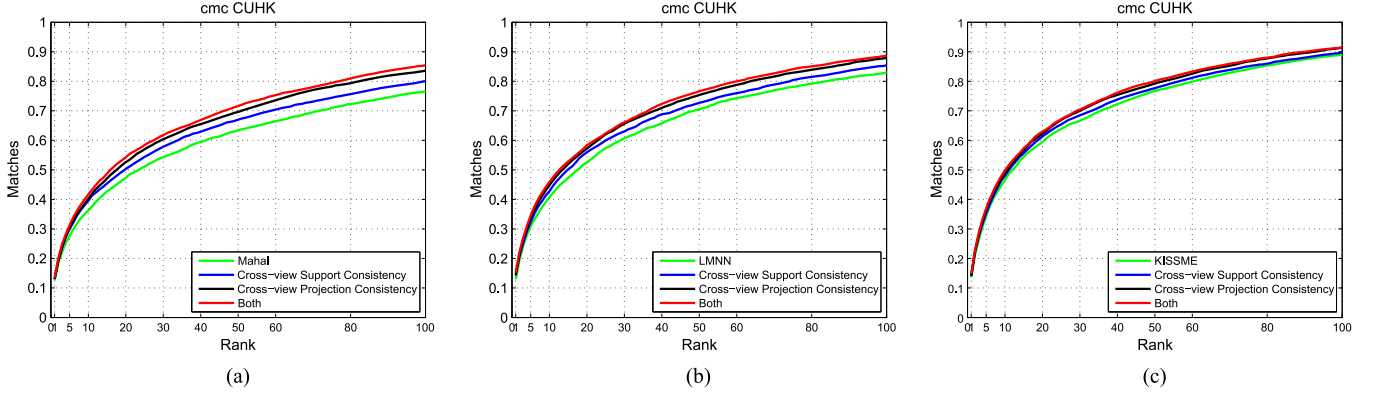 cmc CUHK
1
0.9
0.8
0.7
0.6
0.5
0.4
0.3
0.2
0.1
0
Matches
Mahal
Cross-view Support Consistency
Cross-view Projection Consistency
Both
0 1 5 10 20 30 40 50 60 80 100
Rank
(a)
cmc CUHK
1
0.9
0.8
0.7
0.6
0.5
0.4
0.3
0.2
0.1
0
Matches
LMNN
Cross-view Support Consistency
Cross-view Projection Consistency
Both
0 1 5 10 20 30 40 50 60 80 100
Rank
(b)
cmc CUHK
1
0.9
0.8
0.7
0.6
0.5
0.4
0.3
0.2
0.1
0
Matches
KISSME
Cross-view Support Consistency
Cross-view Projection Consistency
Both
0 1 5 10 20 30 40 50 60 80 100
Rank
(c)